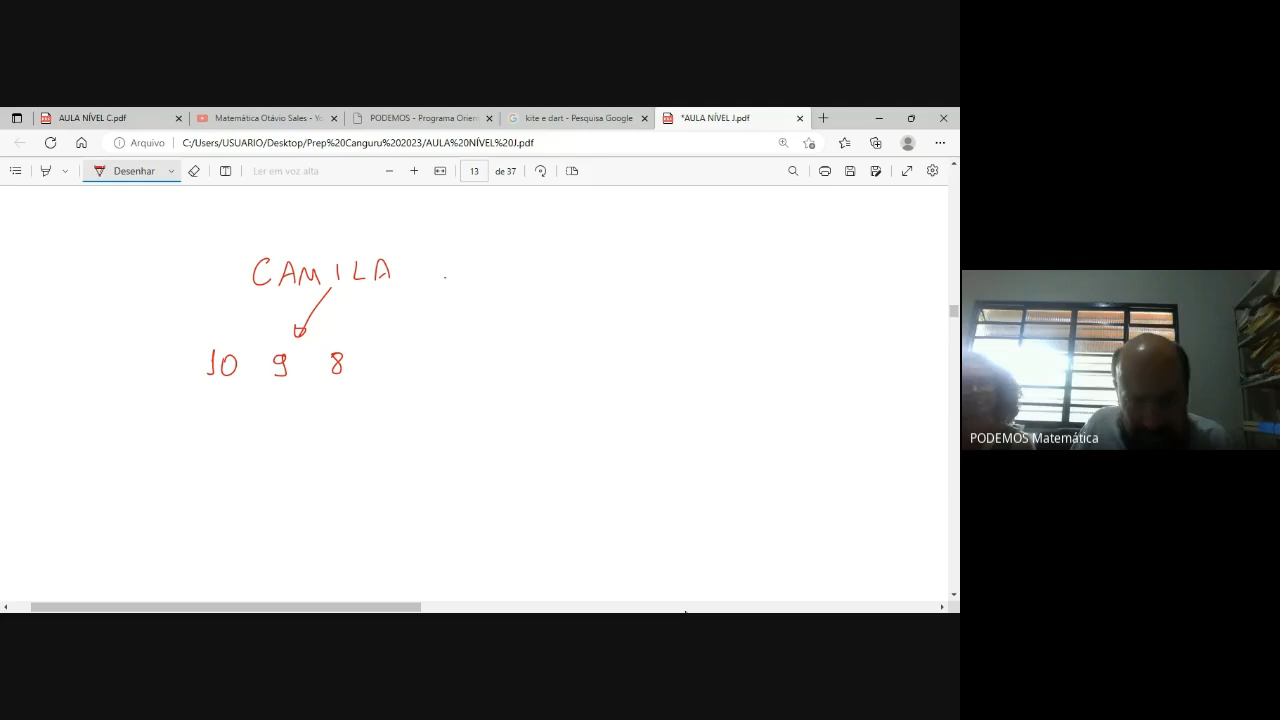 AULA NÍVEL C.pdf
Matemática Otávio Sales - Yo
PODEMOS - Programa Orien
kite e dart - Pesquisa Google
*AULA NÍVEL J.pdf
Arquivo C:/Users/USUARIO/Desktop/Prep%20Canguru%202023/AULA%20NÍVEL%20J.pdf
Desenhar Ler em voz alta 13 de 37
CAMILA
10 9 8
PODEMOS Matemática